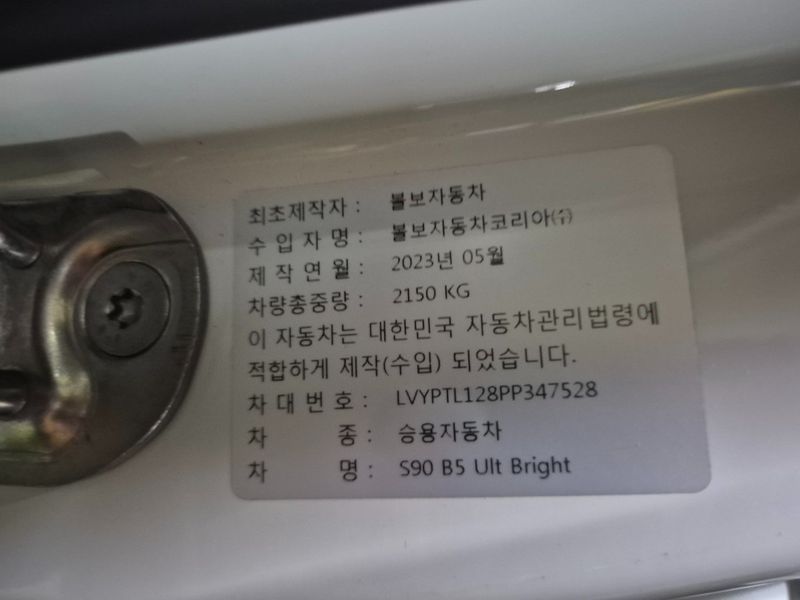 최초제작자 : 볼보자동차
수 입 자 명 : 볼보자동차코리아㈜
제 작 연 월 : 2023년 05월
차량총중량 : 2150 KG
이 자동차는 대한민국 자동차관리법령에
적합하게 제작(수입) 되었습니다.
차 대 번 호 : LVYPTL128PP347528
차 종 : 승용자동차
차 명 : S90 B5 Ult Bright